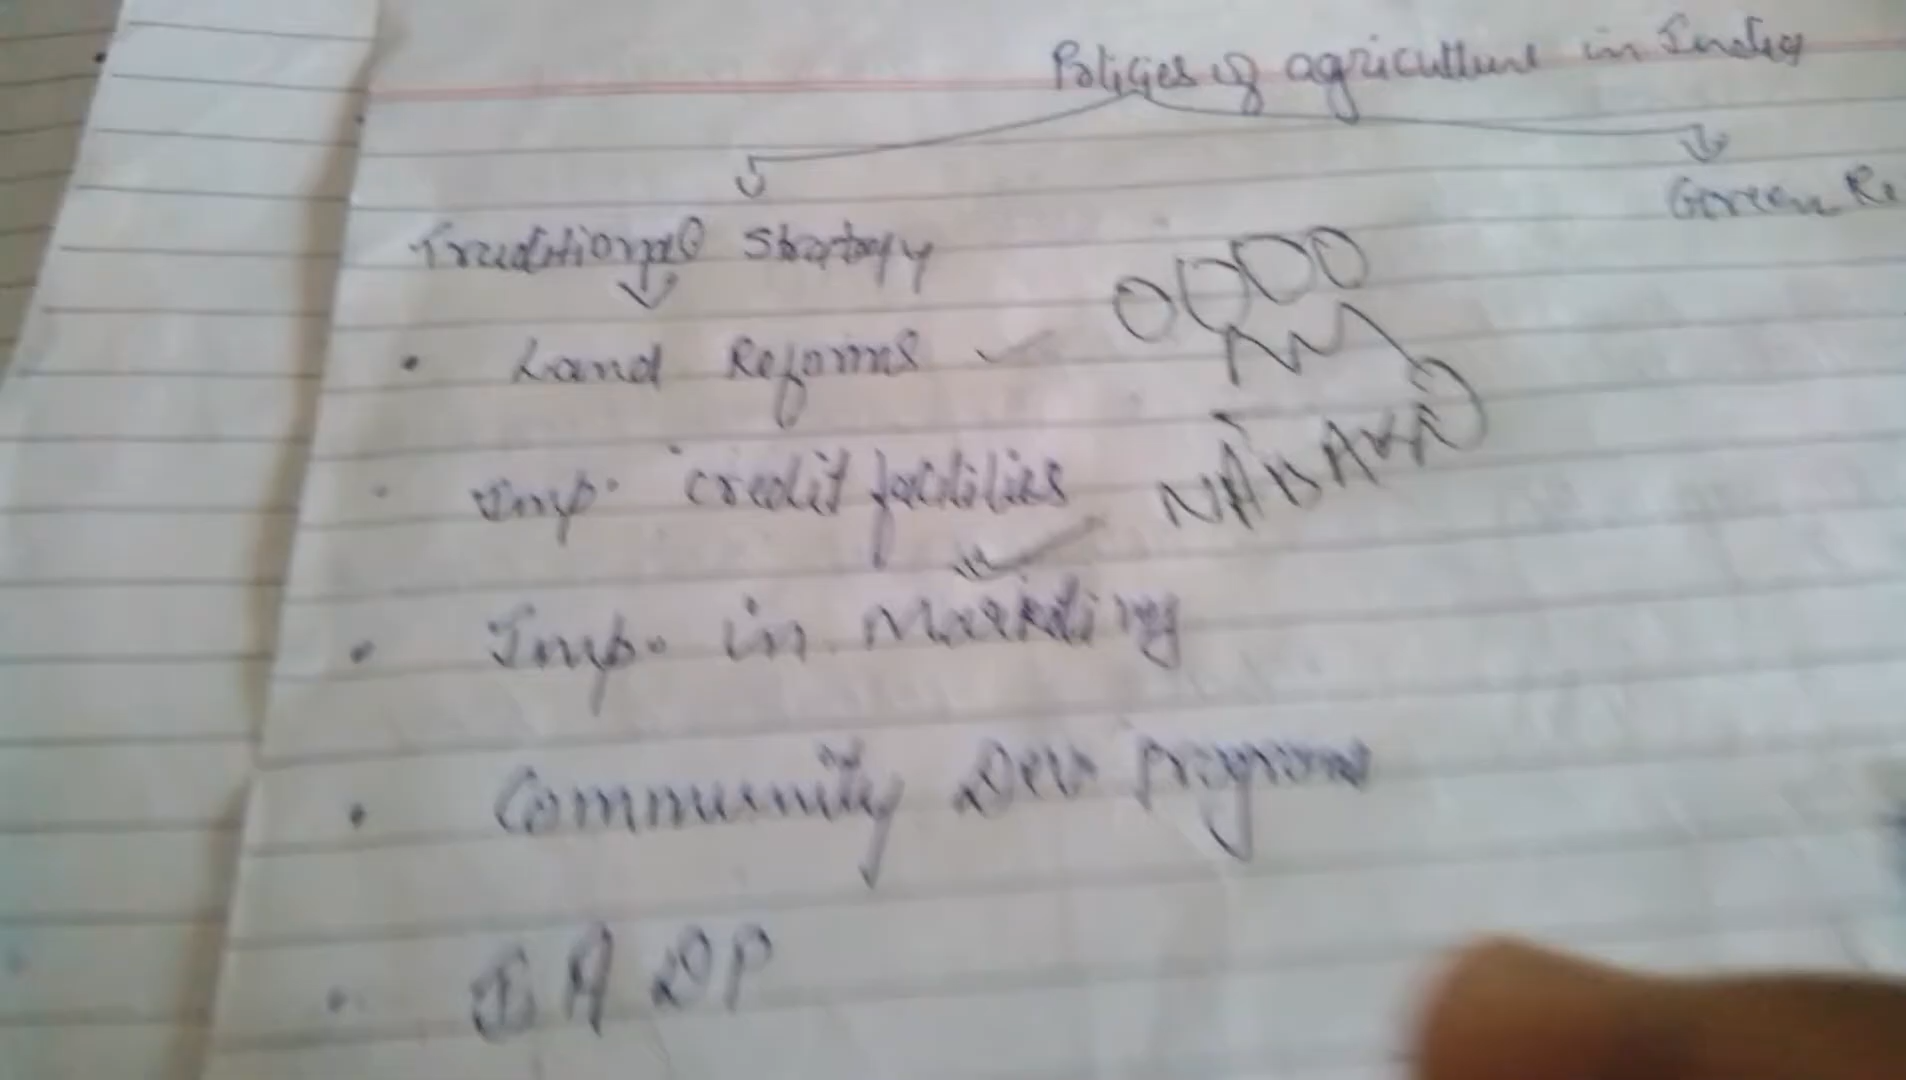 Policies of agriculture in India
Green Re
Traditional Strategy
• Land Reforms ✓
• Imp. credit facilities NABARD
• Imp. in Marketing
• Community Dev program
• IADP